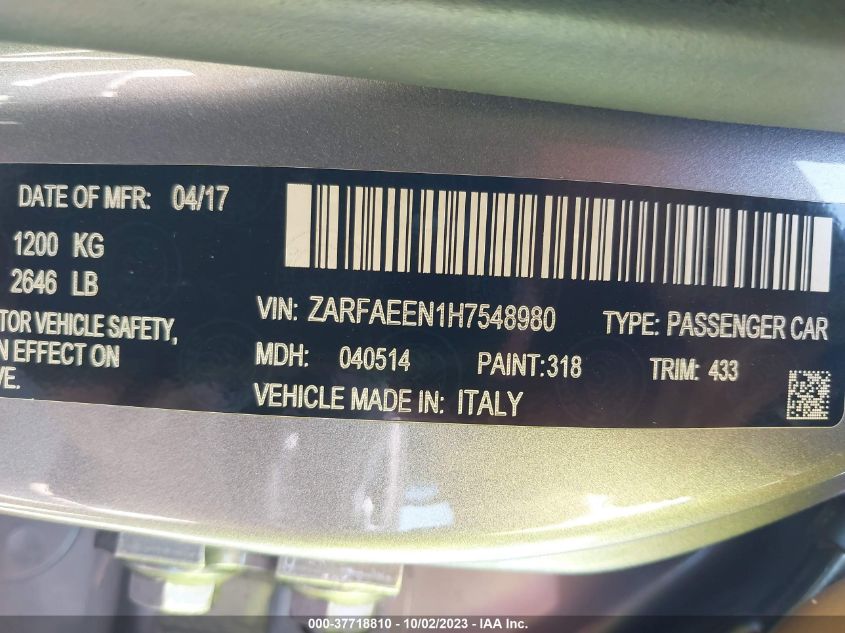 DATE OF MFR: 04/17
1200 KG
2646 LB
VIN: ZARFAEEN1H7548980 TYPE: PASSENGER CAR
TOR VEHICLE SAFETY,
N EFFECT ON
VE.
MDH: 040514 PAINT:318 TRIM: 433
VEHICLE MADE IN: ITALY
000-37718810 - 10/02/2023 - IAA Inc.